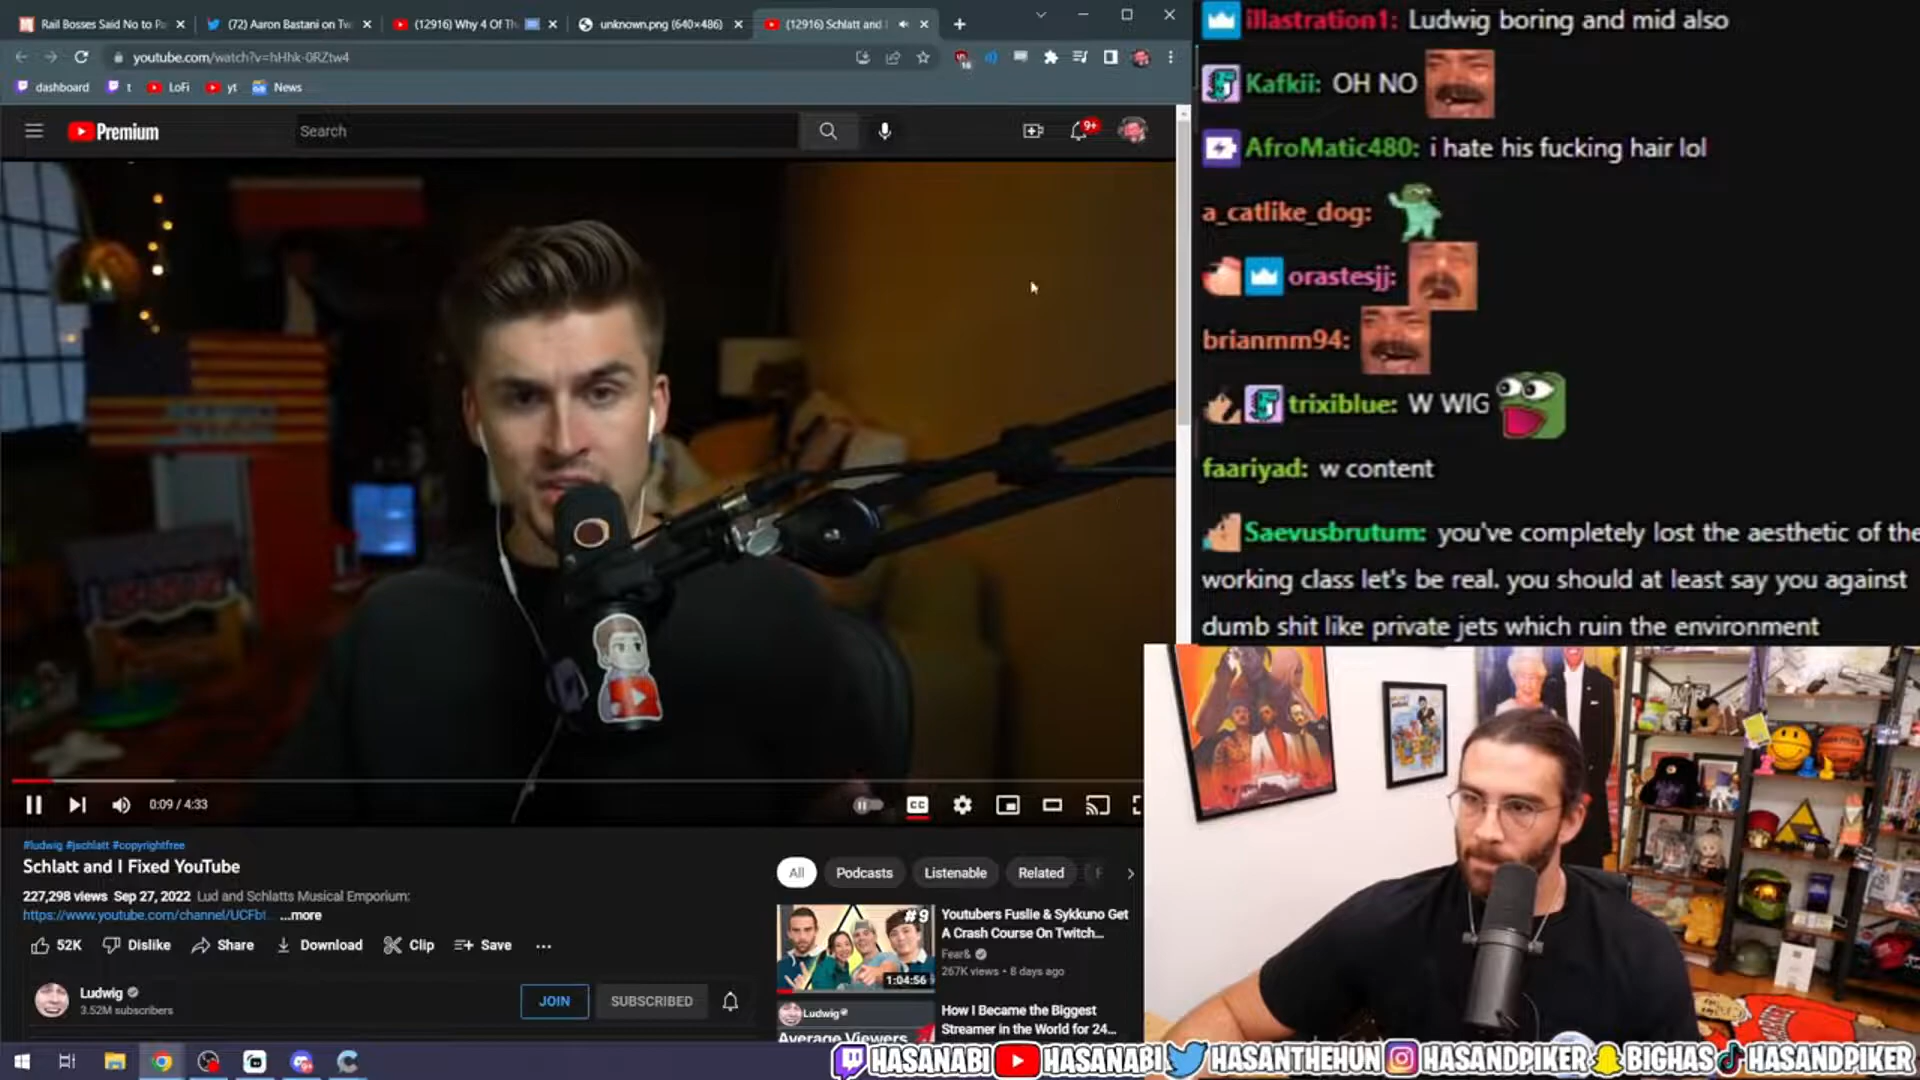 Rail Bosses Said No to Pa
(72) Aaron Bastani on Tw
(12916) Why 4 Of Th
unknown.png (640×486)
(12916) Schlatt and I
youtube.com/watch?v=hHhk-0RZtw4
dashboard
t
LoFi
yt
News
Premium
Search
9+
0:09 / 4:33
CC
#ludwig #jschlatt #copyrightfree
Schlatt and I Fixed YouTube
227,298 views Sep 27, 2022 Lud and Schlatts Musical Emporium:
https://www.youtube.com/channel/UCFbt... ...more
52K
Dislike
Share
Download
Clip
Save
Ludwig
3.52M subscribers
JOIN
SUBSCRIBED
All
Podcasts
Listenable
Related
#9
1:04:56
Youtubers Fuslie & Sykkuno Get
A Crash Course On Twitch...
Fear&
267K views • 8 days ago
Ludwig
Average Viewers
How I Became the Biggest
Streamer in the World for 24...
illastration1: Ludwig boring and mid also
Kafkii: OH NO
AfroMatic480: i hate his fucking hair lol
a_catlike_dog:
orastesjj:
brianmm94:
trixiblue: W WIG
faariyad: w content
Saevusbrutum: you've completely lost the aesthetic of the
working class let's be real. you should at least say you against
dumb shit like private jets which ruin the environment
HASANABI HASANABI HASANTHEHUN HASANDPIKER BIGHAS HASANDPIKER